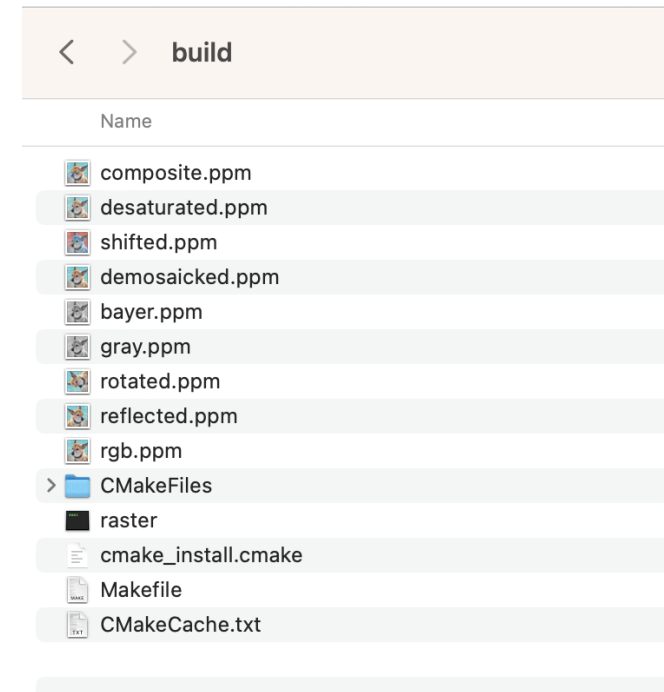 build
Name
composite.ppm
desaturated.ppm
shifted.ppm
demosaicked.ppm
bayer.ppm
gray.ppm
rotated.ppm
reflected.ppm
rgb.ppm
CMakeFiles
raster
cmake_install.cmake
Makefile
CMakeCache.txt